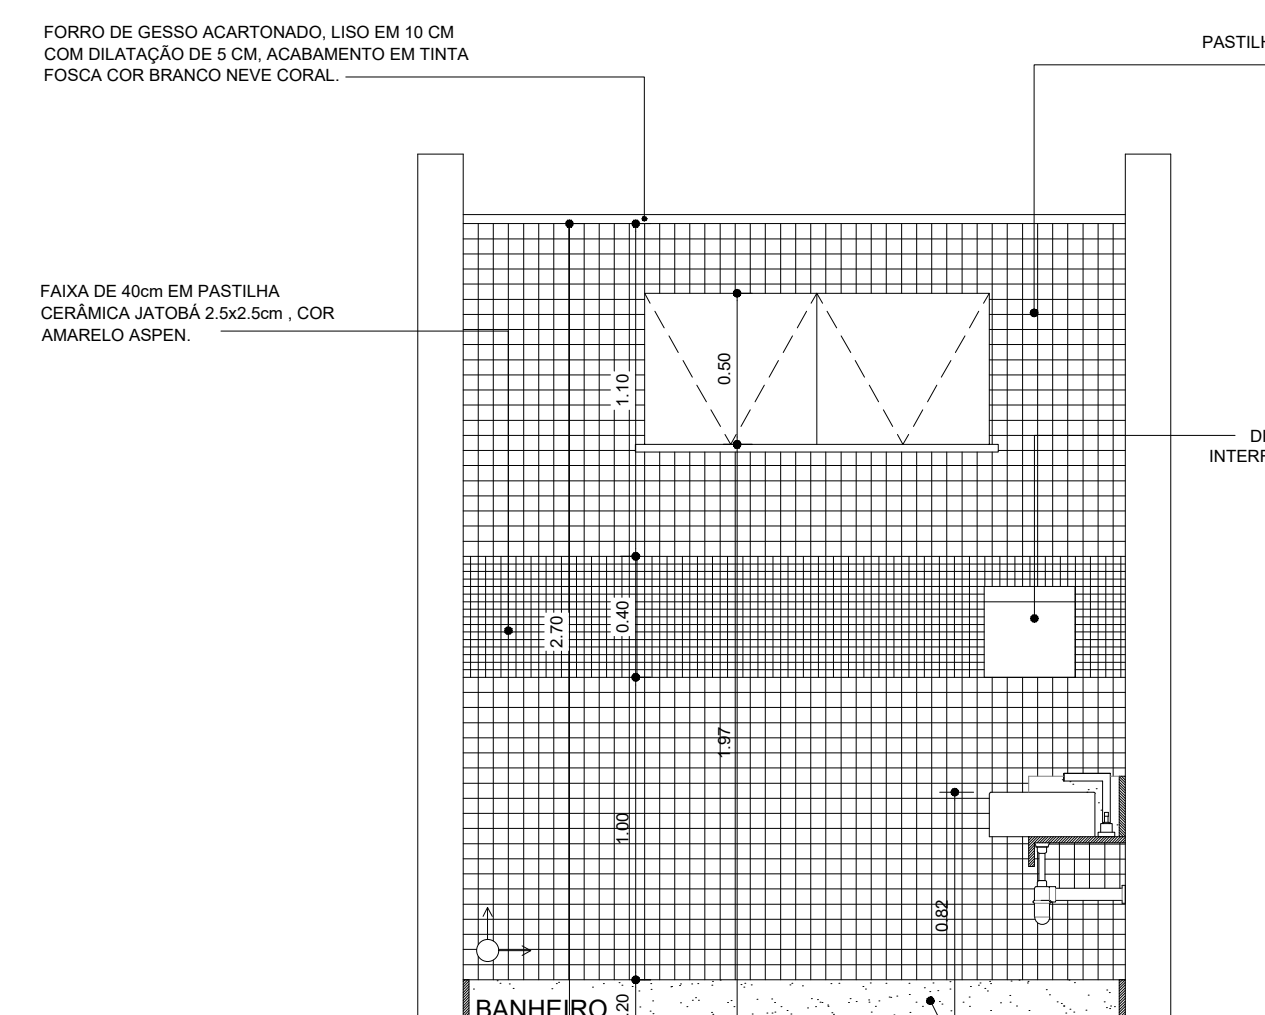 FORRO DE GESSO ACARTONADO, LISO EM 10 CM
COM DILATAÇÃO DE 5 CM, ACABAMENTO EM TINTA
FOSCA COR BRANCO NEVE CORAL.
PASTILH
FAIXA DE 40cm EM PASTILHA
CERÂMICA JATOBÁ 2.5x2.5cm , COR
AMARELO ASPEN.
0.50
1.10
INTERF
0.40
2.70
1.97
1.00
0.82
BANHEIRO
.20